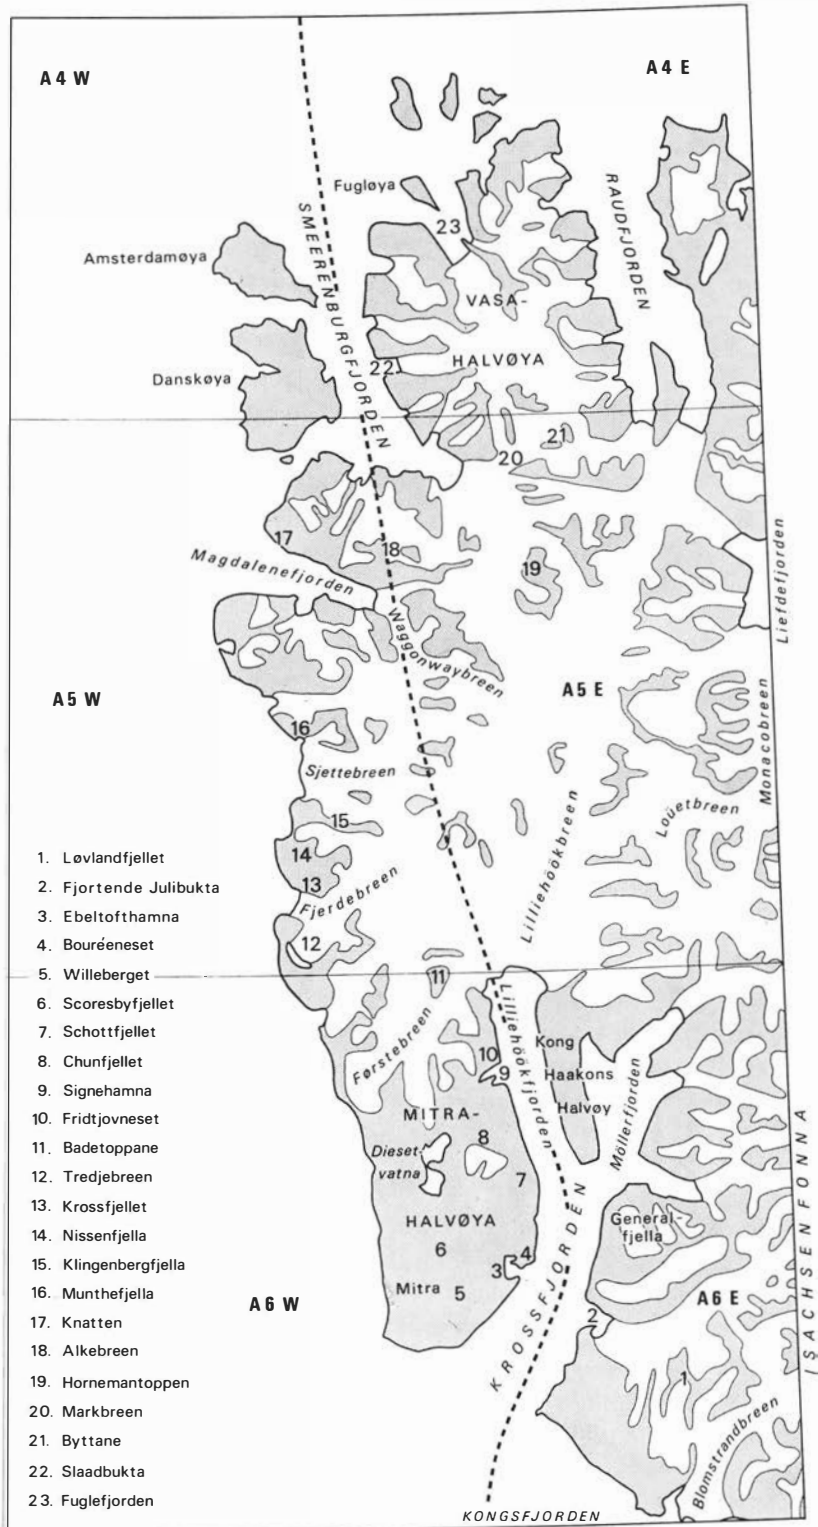 A4 W
A4 E
Fugløya
23
RAUDFJORDEN
SMEERENBURGFJORDEN
Amsterdamøya
VASA-
HALVØYA
22
Danskøya
21
20
17
18
19
Magdalenefjorden
Liefdefjorden
Waggonwaybreen
A5 W
A5 E
16
Sjettebreen
Monacobreen
Louetbreen
Lilliehöökbreen
15
14
13
Fjerdebreen
12
11
Lilliehöökfjorden
Førstebreen
10
9
Kong
Haakons
Halvøy
Möllerfjorden
MITRA-
Dieset-
vatna
8
7
HALVØYA
6
General-
fjella
4
3
Mitra
5
A6 W
A6 E
KROSSFJORDEN
2
1
ISACHSENFONNA
Blomstrandbreen
KONGSFJORDEN
1. Løvlandfjellet
2. Fjortende Julibukta
3. Ebeltofthamna
4. Bouréeneset
5. Willeberget
6. Scoresbyfjellet
7. Schottfjellet
8. Chunfjellet
9. Signehamna
10. Fridtjovneset
11. Badetoppane
12. Tredjebreen
13. Krossfjellet
14. Nissenfjella
15. Klingenbergfjella
16. Munthefjella
17. Knatten
18. Alkebreen
19. Hornemantoppen
20. Markbreen
21. Byttane
22. Slaadbukta
23. Fuglefjorden